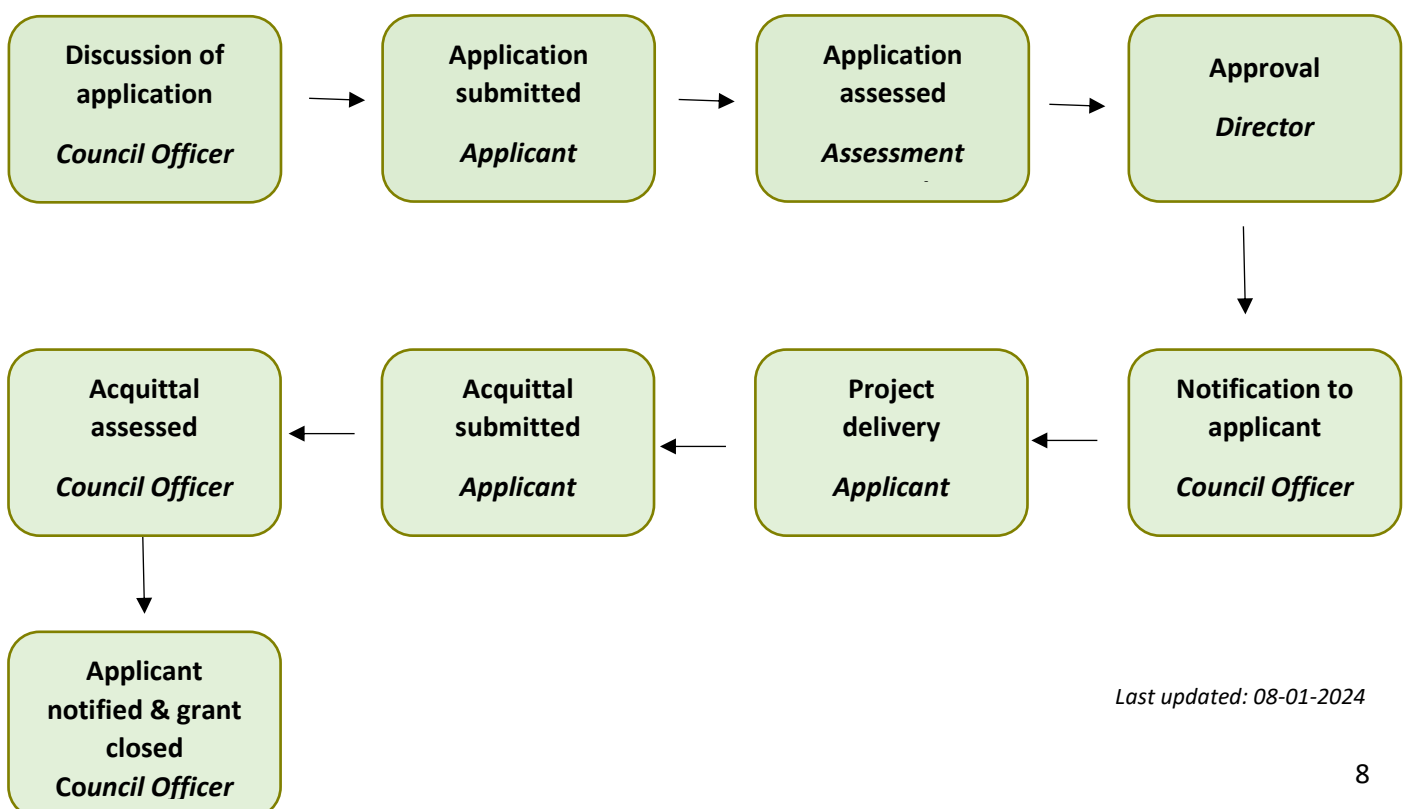 Discussion of
application
Council Officer
Application
submitted
Applicant
Application
assessed
Assessment
Approval
Director
Notification to
applicant
Council Officer
Project
delivery
Applicant
Acquittal
submitted
Applicant
Acquittal
assessed
Council Officer
Applicant
notified & grant
closed
Council Officer
Last updated: 08-01-2024
8